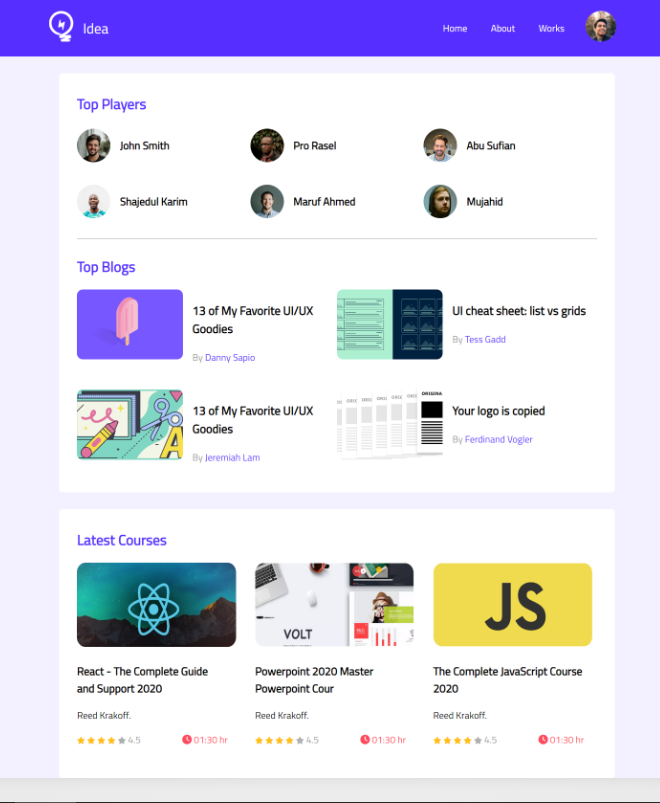 Idea
Home About Works
Top Players
John Smith Pro Rasel Abu Sufian
Shajedul Karim Maruf Ahmed Mujahid
Top Blogs
13 of My Favorite UI/UX
Goodies
By Danny Sapio
UI cheat sheet: list vs grids
By Tess Gadd
13 of My Favorite UI/UX
Goodies
By Jeremiah Lam
Your logo is copied
By Ferdinand Vogler
Latest Courses
VOLT
JS
React - The Complete Guide
and Support 2020
Reed Krakoff.
4.5 01:30 hr
Powerpoint 2020 Master
Powerpoint Cour
Reed Krakoff.
4.5 01:30 hr
The Complete JavaScript Course
2020
Reed Krakoff.
4.5 01:30 hr